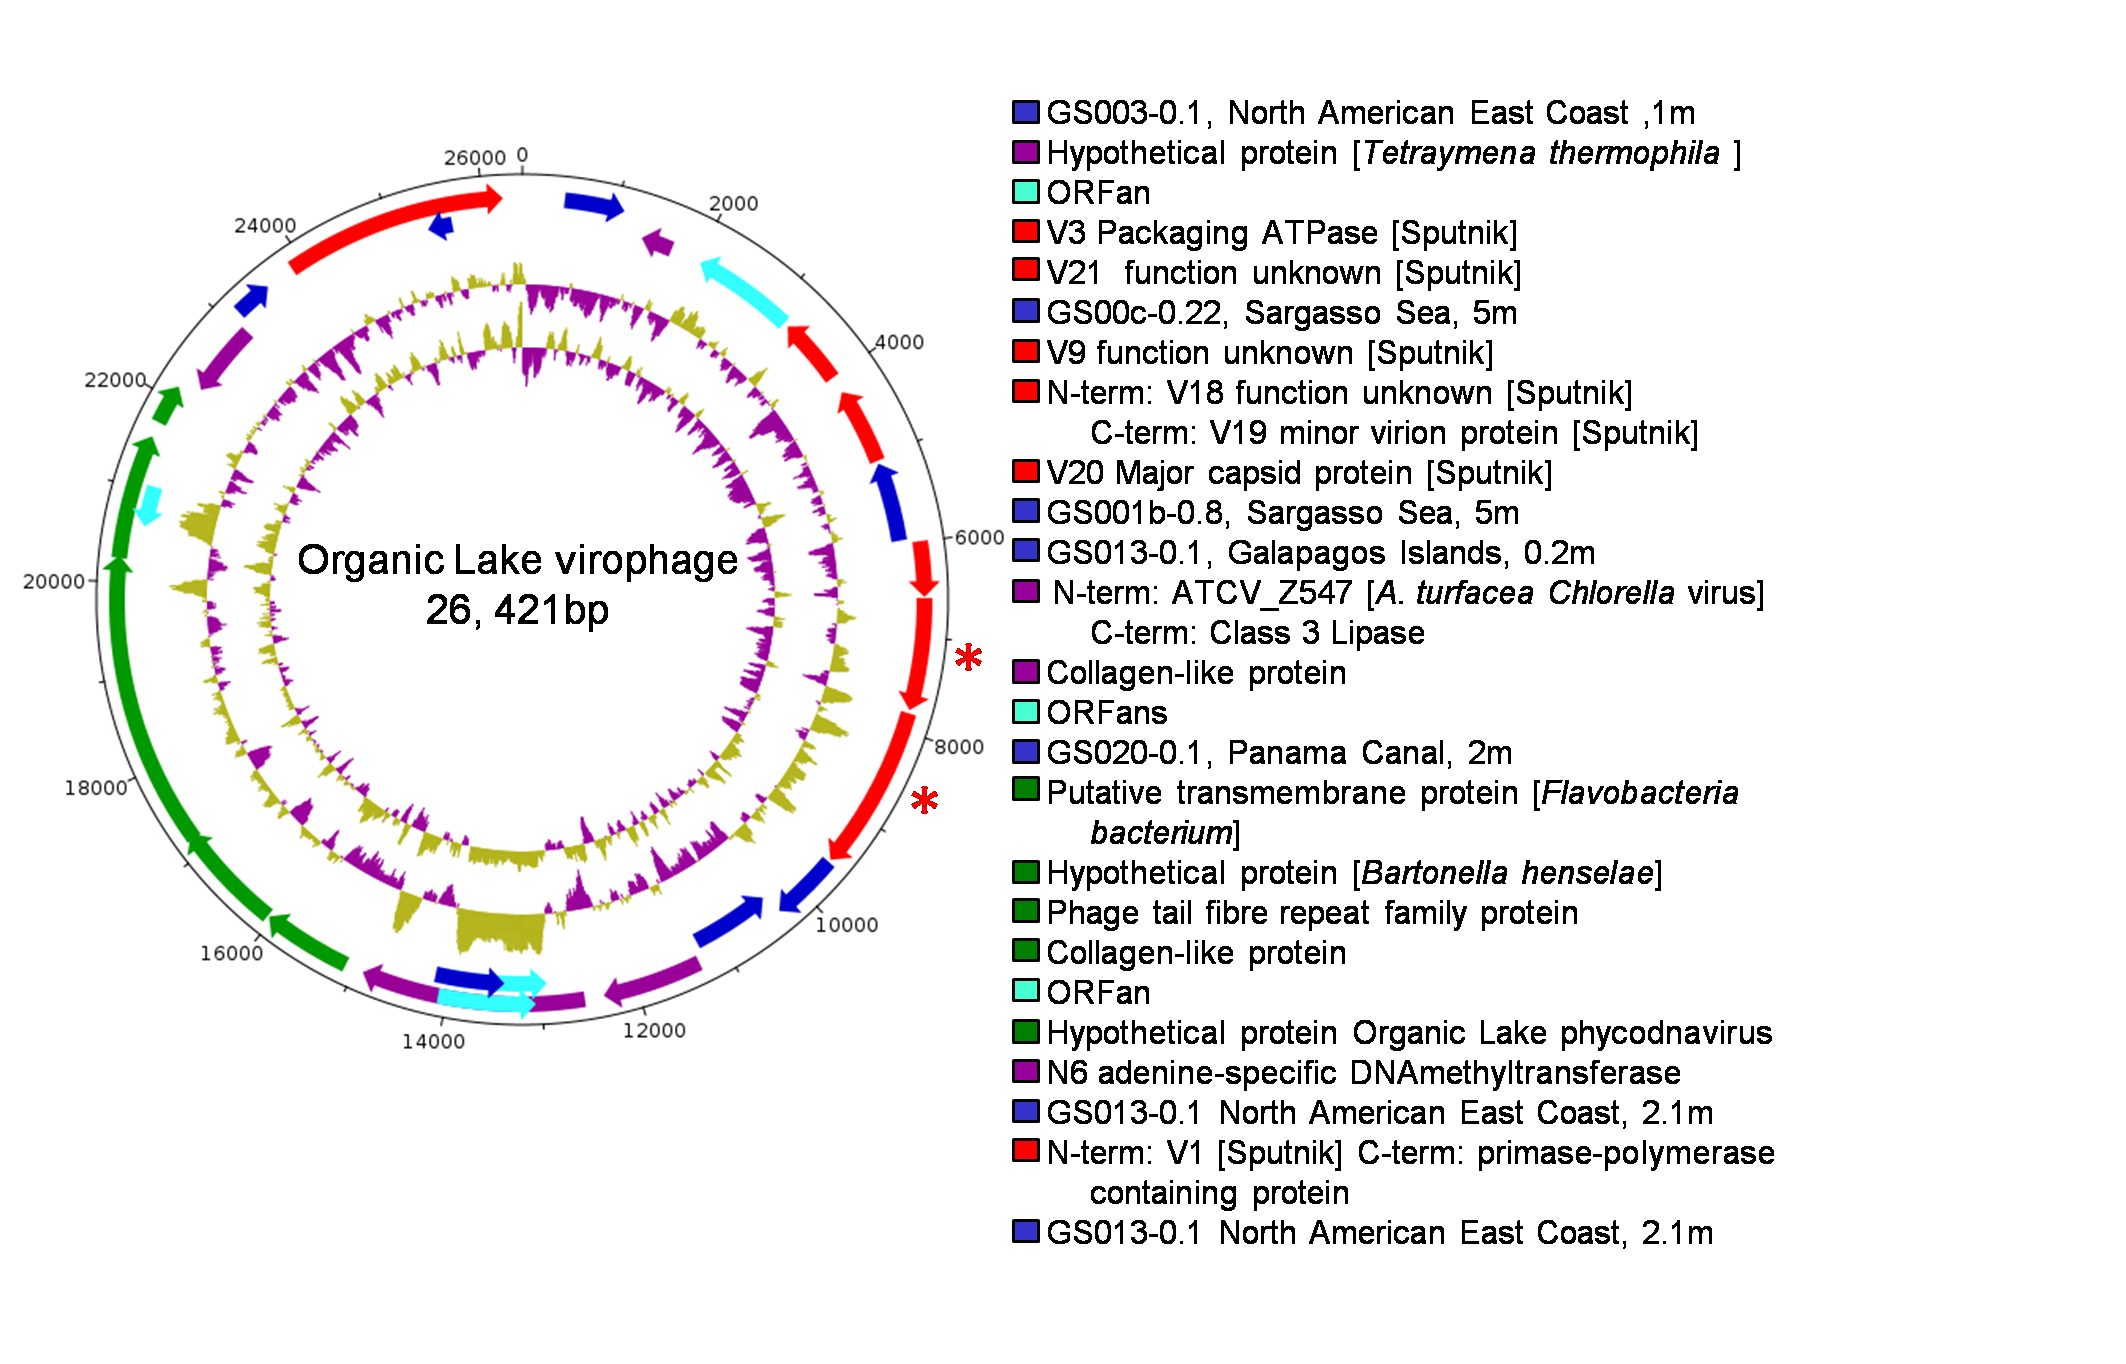 26000 0
24000
2000
4000
22000
6000
20000
8000
18000
10000
16000
12000
14000
Organic Lake virophage
26, 421bp
*
*
GS003-0.1, North American East Coast ,1m
Hypothetical protein [Tetraymena thermophila ]
ORFan
V3 Packaging ATPase [Sputnik]
V21 function unknown [Sputnik]
GS00c-0.22, Sargasso Sea, 5m
V9 function unknown [Sputnik]
N-term: V18 function unknown [Sputnik]
C-term: V19 minor virion protein [Sputnik]
V20 Major capsid protein [Sputnik]
GS001b-0.8, Sargasso Sea, 5m
GS013-0.1, Galapagos Islands, 0.2m
N-term: ATCV_Z547 [A. turfacea Chlorella virus]
C-term: Class 3 Lipase
Collagen-like protein
ORFans
GS020-0.1, Panama Canal, 2m
Putative transmembrane protein [Flavobacteria
bacterium]
Hypothetical protein [Bartonella henselae]
Phage tail fibre repeat family protein
Collagen-like protein
ORFan
Hypothetical protein Organic Lake phycodnavirus
N6 adenine-specific DNAmethyltransferase
GS013-0.1 North American East Coast, 2.1m
N-term: V1 [Sputnik] C-term: primase-polymerase
containing protein
GS013-0.1 North American East Coast, 2.1m